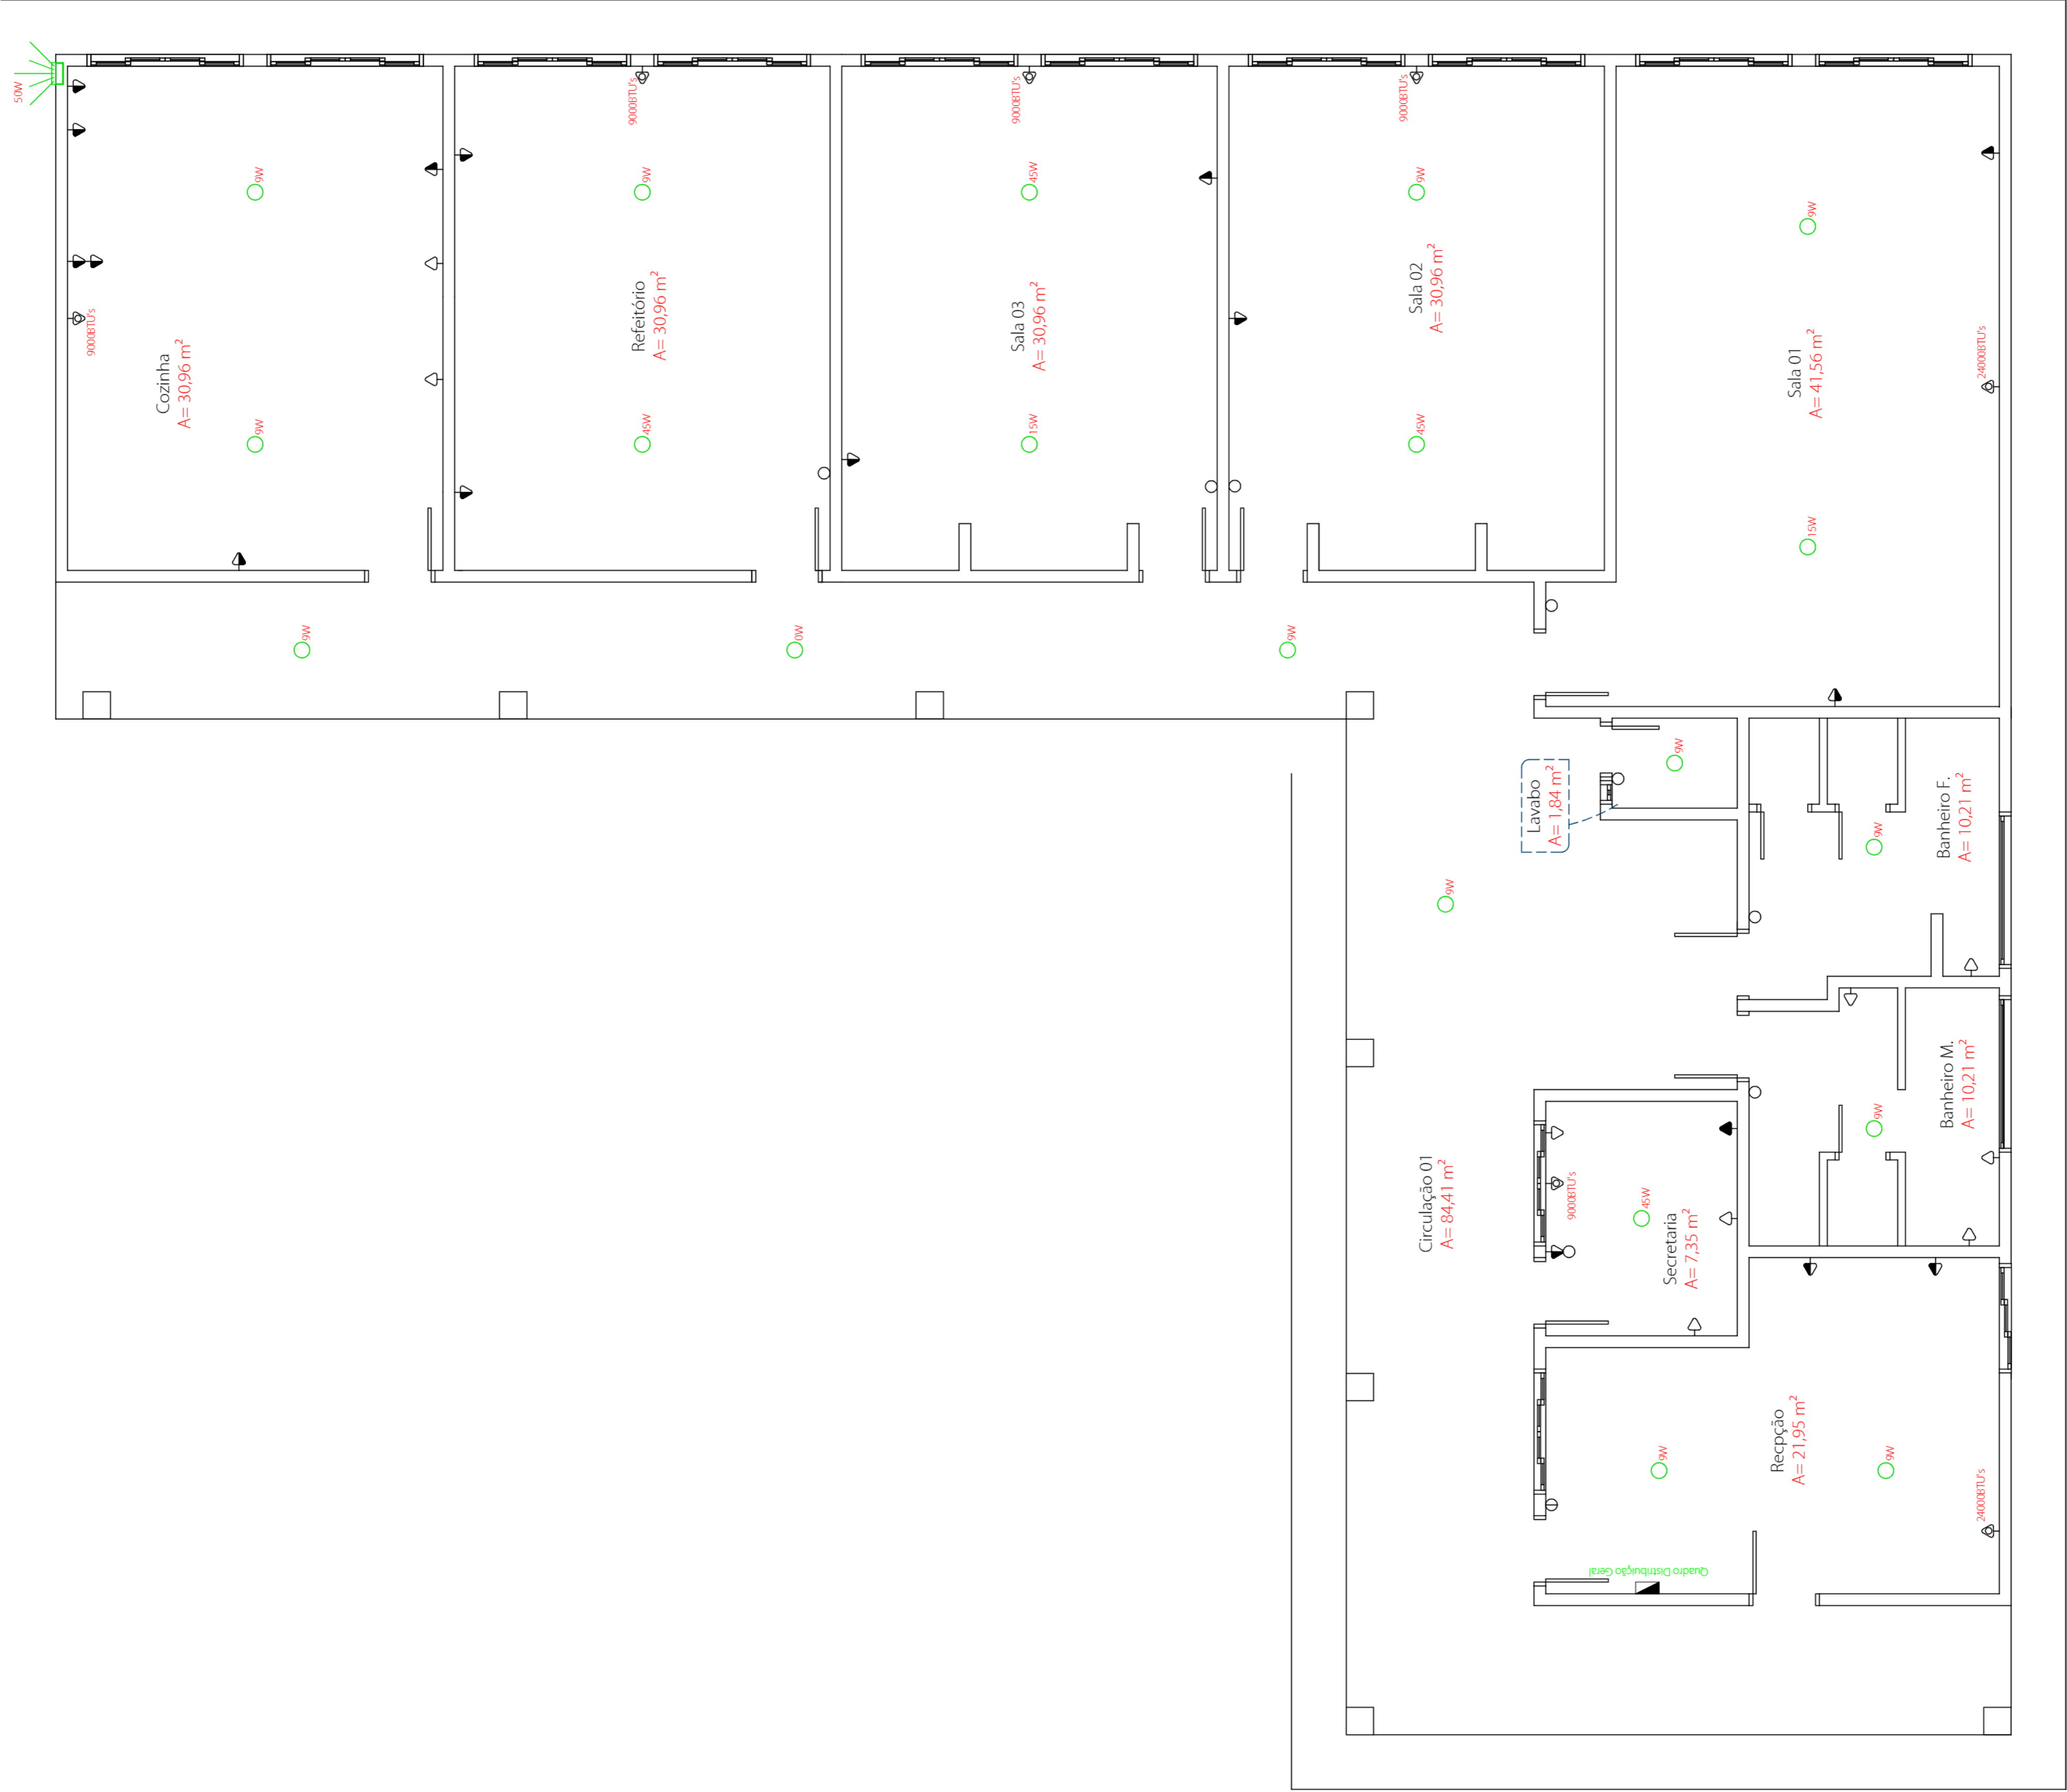 50W
9000BTU's
Cozinha
A= 30,96 m²
9W
9W
9000BTU's
Refeitório
A= 30,96 m²
9W
45W
9000BTU's
Sala 03
A= 30,96 m²
45W
15W
9000BTU's
Sala 02
A= 30,96 m²
9W
45W
24000BTU's
Sala 01
A= 41,56 m²
9W
15W
9W
0W
9W
Lavabo
A= 1,84 m²
9W
Banheiro F.
A= 10,21 m²
9W
9W
Circulação 01
A= 84,41 m²
Banheiro M.
A= 10,21 m²
9W
9000BTU's
45W
Secretaria
A= 7,35 m²
Recpção
A= 21,95 m²
9W
9W
24000BTU's
Quadro Distribuição Geral